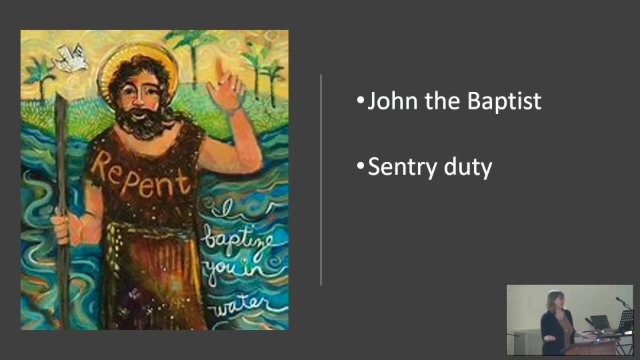 Repent
I
baptize
you in
water
•John the Baptist
•Sentry duty